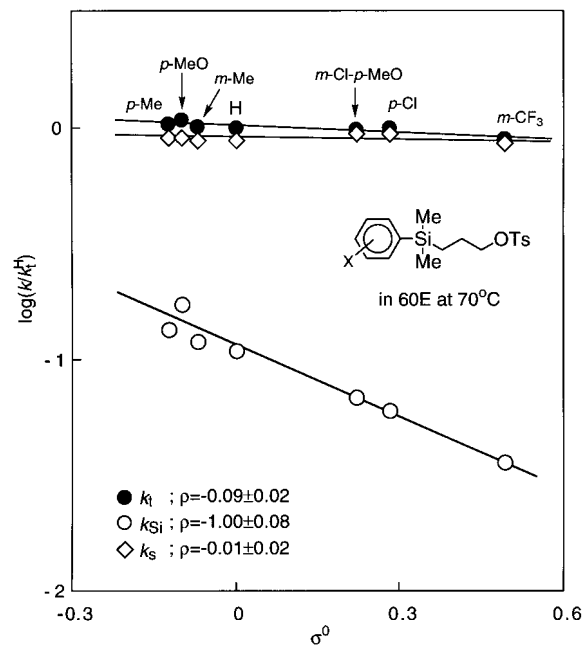 p-MeO
p-Me
m-Me
H
m-Cl-p-MeO
p-Cl
m-CF₃
0
-1
-2
log(k/kₜᴴ)
Me
Si
OTs
Me
X
in 60E at 70°C
kₜ ; ρ=-0.09±0.02
k_Si ; ρ=-1.00±0.08
kₛ ; ρ=-0.01±0.02
-0.3
0
0.3
0.6
σ⁰